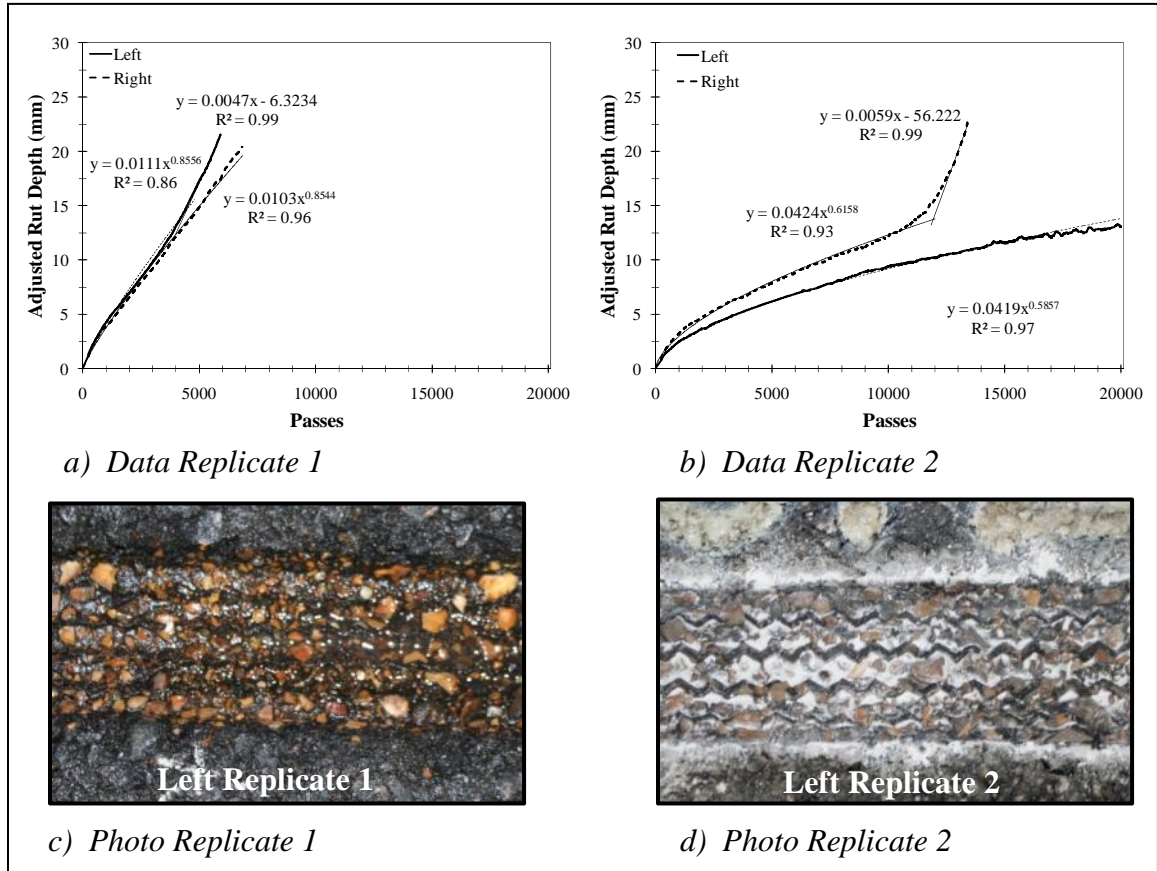 30
25
20
15
10
5
0
Adjusted Rut Depth (mm)
Left
Right
y = 0.0047x - 6.3234
R² = 0.99
y = 0.0111x^0.8556
R² = 0.86
y = 0.0103x^0.8544
R² = 0.96
0 5000 10000 15000 20000
Passes
a) Data Replicate 1
30
25
20
15
10
5
0
Adjusted Rut Depth (mm)
Left
Right
y = 0.0059x - 56.222
R² = 0.99
y = 0.0424x^0.6158
R² = 0.93
y = 0.0419x^0.5857
R² = 0.97
0 5000 10000 15000 20000
Passes
b) Data Replicate 2
Left Replicate 1
c) Photo Replicate 1
Left Replicate 2
d) Photo Replicate 2